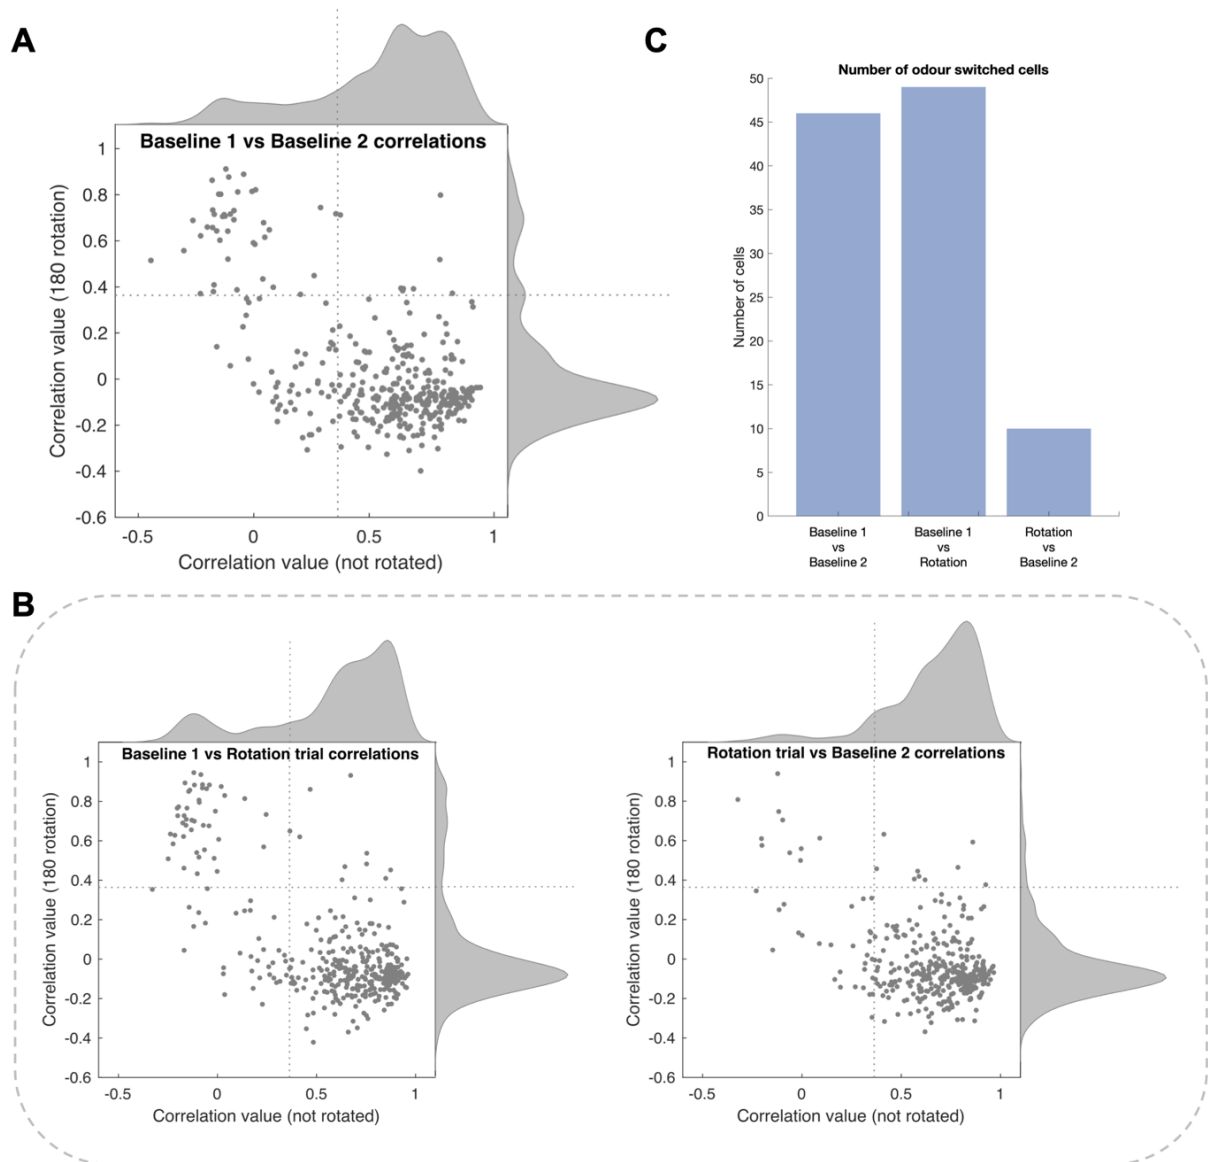 A
Baseline 1 vs Baseline 2 correlations
Correlation value (180 rotation)
1
0.8
0.6
0.4
0.2
0
-0.2
-0.4
-0.6
-0.5
0
0.5
1
Correlation value (not rotated)
C
Number of odour switched cells
Number of cells
50
45
40
35
30
25
20
15
10
5
0
Baseline 1
vs
Baseline 2
Baseline 1
vs
Rotation
Rotation
vs
Baseline 2
B
Baseline 1 vs Rotation trial correlations
Correlation value (180 rotation)
1
0.8
0.6
0.4
0.2
0
-0.2
-0.4
-0.6
-0.5
0
0.5
1
Correlation value (not rotated)
Rotation trial vs Baseline 2 correlations
Correlation value (180 rotation)
1
0.8
0.6
0.4
0.2
0
-0.2
-0.4
-0.6
-0.5
0
0.5
1
Correlation value (not rotated)